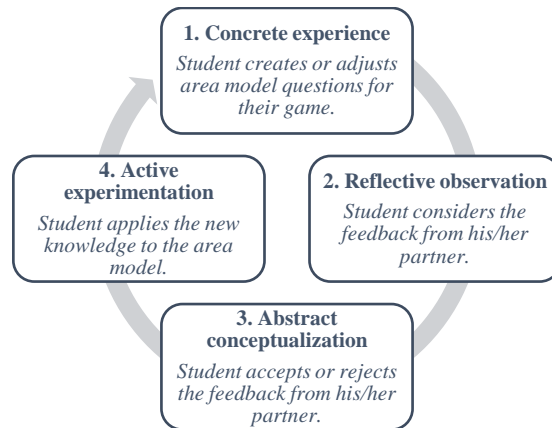 1. Concrete experience
Student creates or adjusts
area model questions for
their game.
2. Reflective observation
Student considers the
feedback from his/her
partner.
3. Abstract
conceptualization
Student accepts or rejects
the feedback from his/her
partner.
4. Active
experimentation
Student applies the new
knowledge to the area
model.